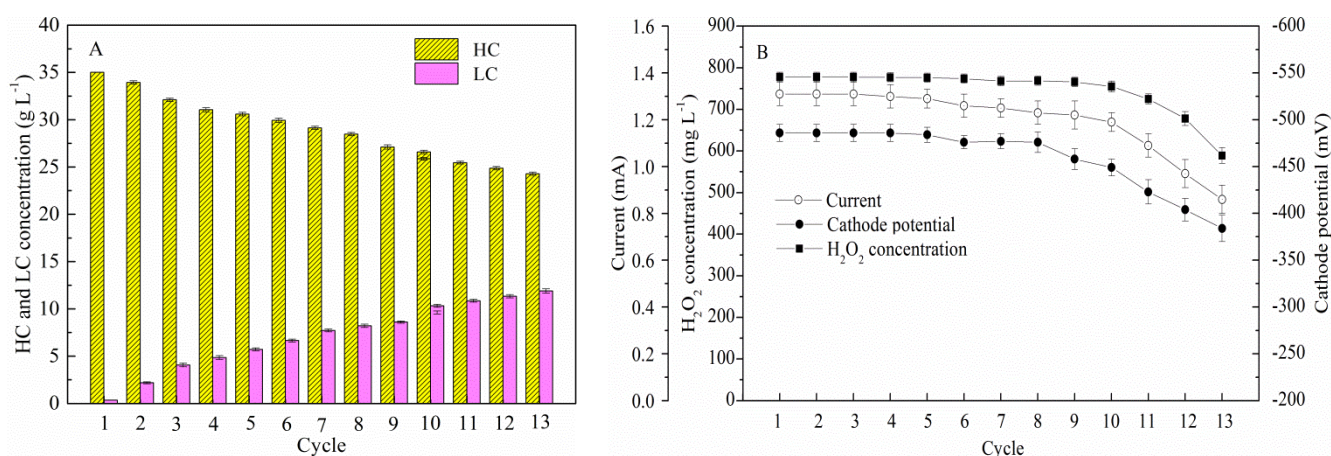 A
HC
LC
HC and LC concentration (g L⁻¹)
40
35
30
25
20
15
10
5
0
1 2 3 4 5 6 7 8 9 10 11 12 13
Cycle
B
Current (mA)
1.6
1.4
1.2
1.0
0.8
0.6
0.4
0.2
0.0
H₂O₂ concentration (mg L⁻¹)
900
800
700
600
500
400
300
200
100
0
Current
Cathode potential
H₂O₂ concentration
1 2 3 4 5 6 7 8 9 10 11 12 13
Cycle
-600
-550
-500
-450
-400
-350
-300
-250
-200
Cathode potential (mV)